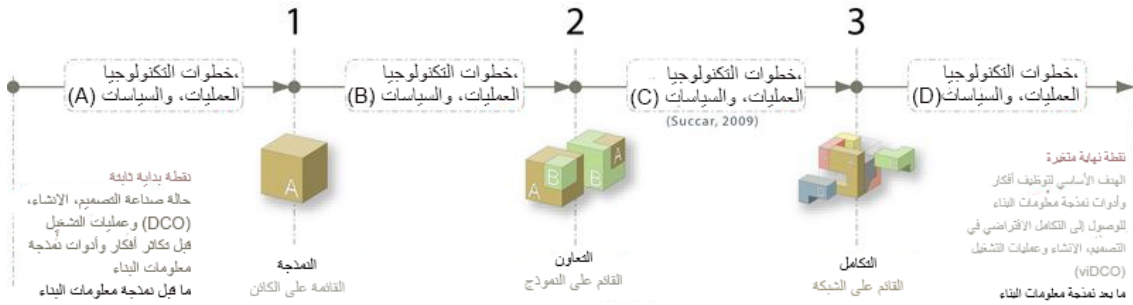 1
2
3
خطوات التكنولوجيا،
العمليات، والسياسات (A)
خطوات التكنولوجيا،
العمليات، والسياسات (B)
خطوات التكنولوجيا،
العمليات، والسياسات (C)
(Succar, 2009)
خطوات التكنولوجيا،
العمليات، والسياسات(D)
نقطة بداية ثابتة
حالة صناعة التصميم، الانشاء،
وعمليات التشغيل (DCO)
قبل تكاثر أفكار وأدوات نمذجة
معلومات البناء
ما قبل نمذجة معلومات البناء
A
النمذجة
القائمة على الكائن
A
B
B
A
التعاون
القائم على النموذج
التكامل
القائم على الشبكة
نقطة نهاية متغيرة
الهدف الأساسي لتوظيف أفكار
وأدوات نمذجة معلومات البناء
للوصول إلى التكامل الافتراضي في
التصميم، الانشاء وعمليات التشغيل
(viDCO)
ما بعد نمذجة معلومات البناء